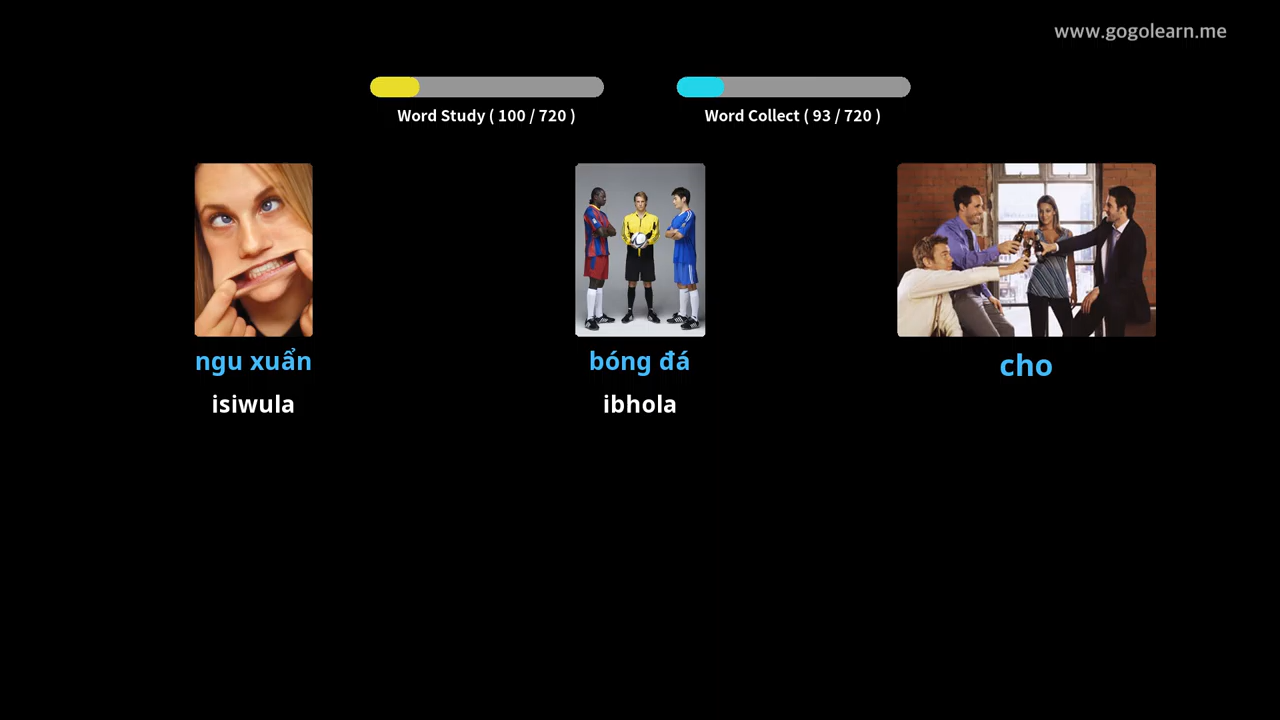 www.gogolearn.me
Word Study ( 100 / 720 )
Word Collect ( 93 / 720 )
ngu xuẩn
isiwula
bóng đá
ibhola
cho